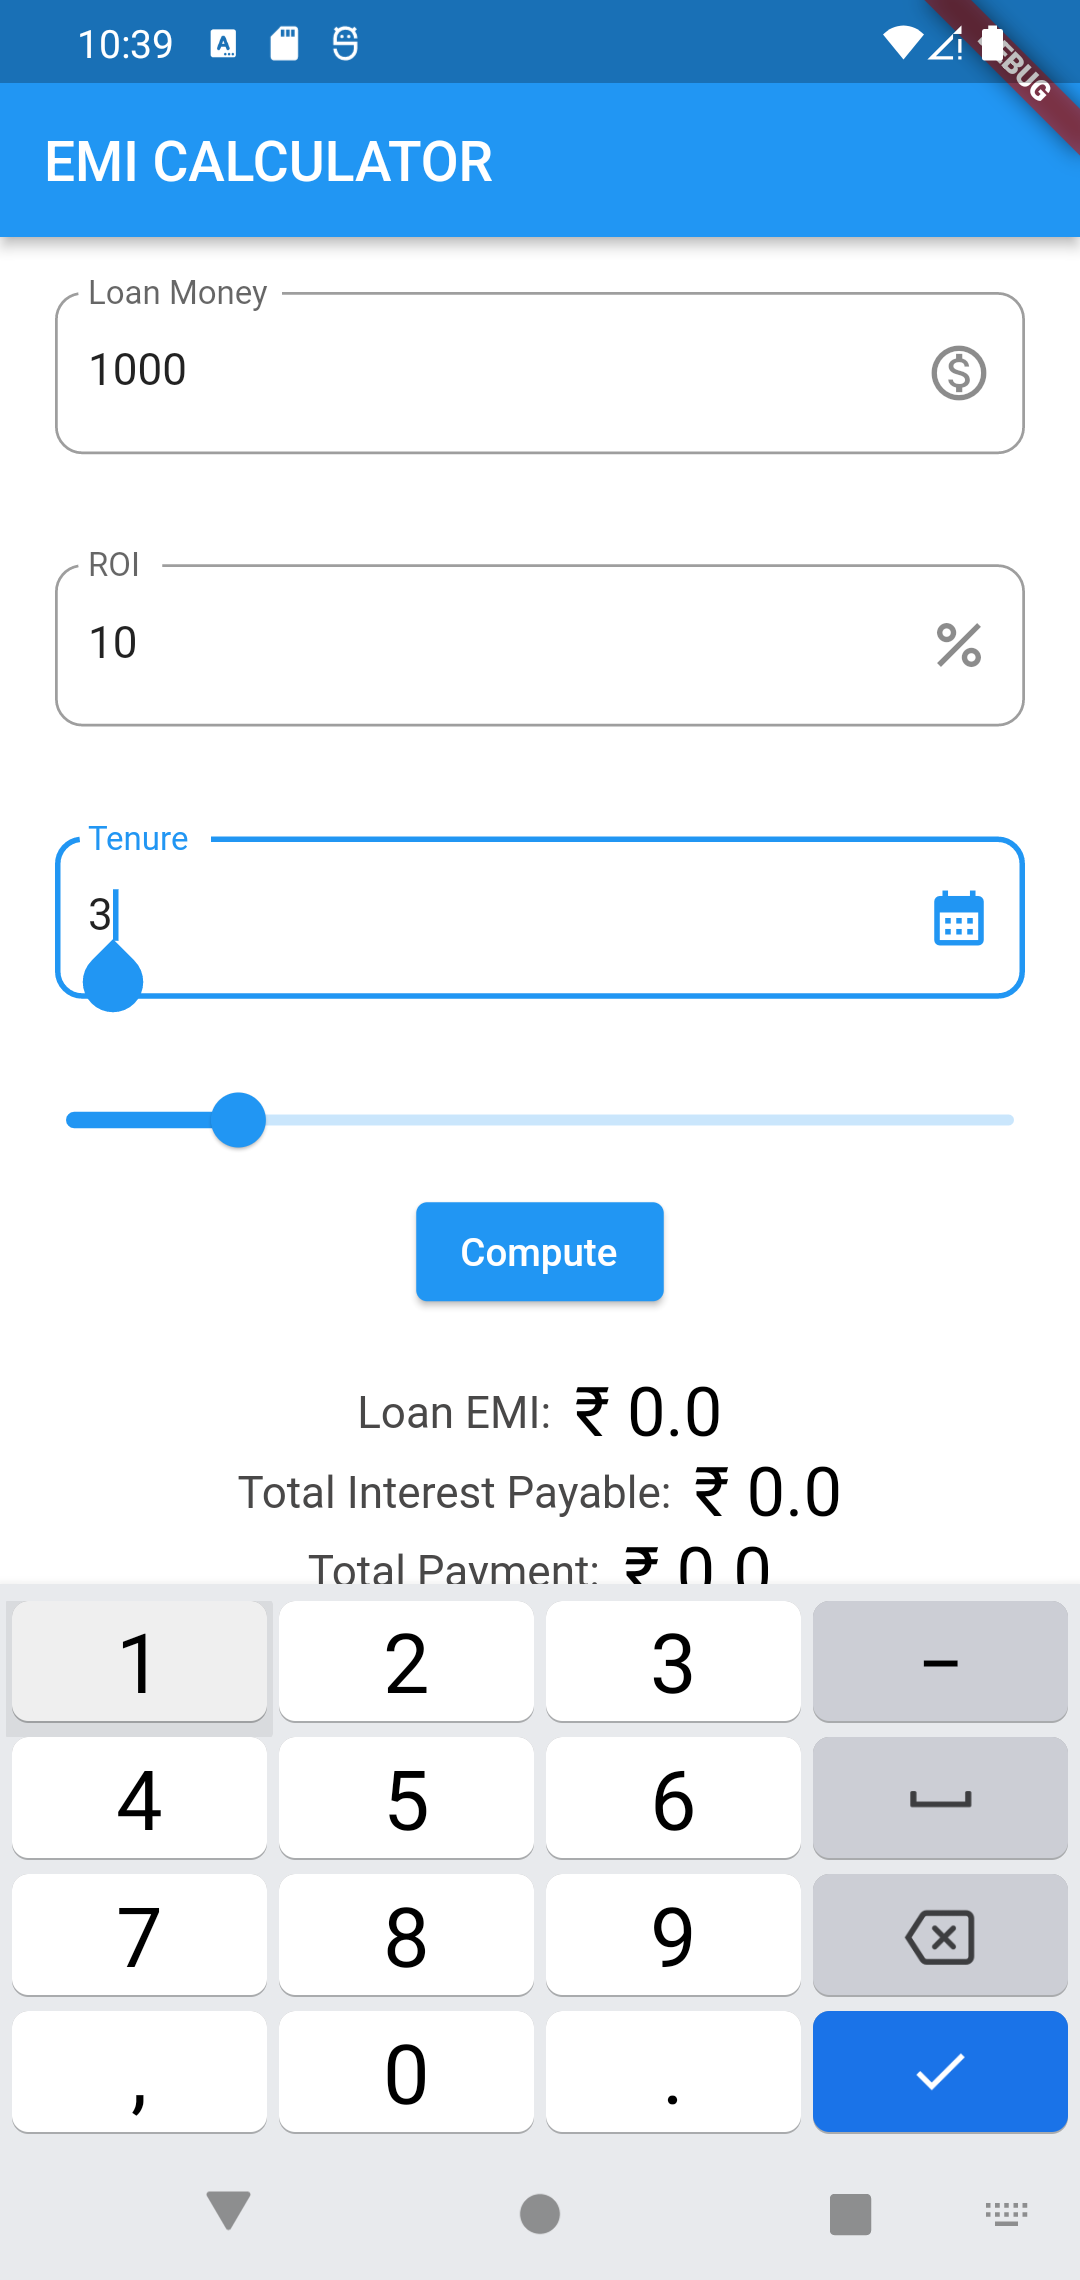 10:39
DEBUG
EMI CALCULATOR
Loan Money
1000
ROI
10
%
Tenure
3
Compute
Loan EMI: ₹ 0.0
Total Interest Payable: ₹ 0.0
Total Payment: ₹ 0.0
1 2 3 –
4 5 6
7 8 9
, 0 .